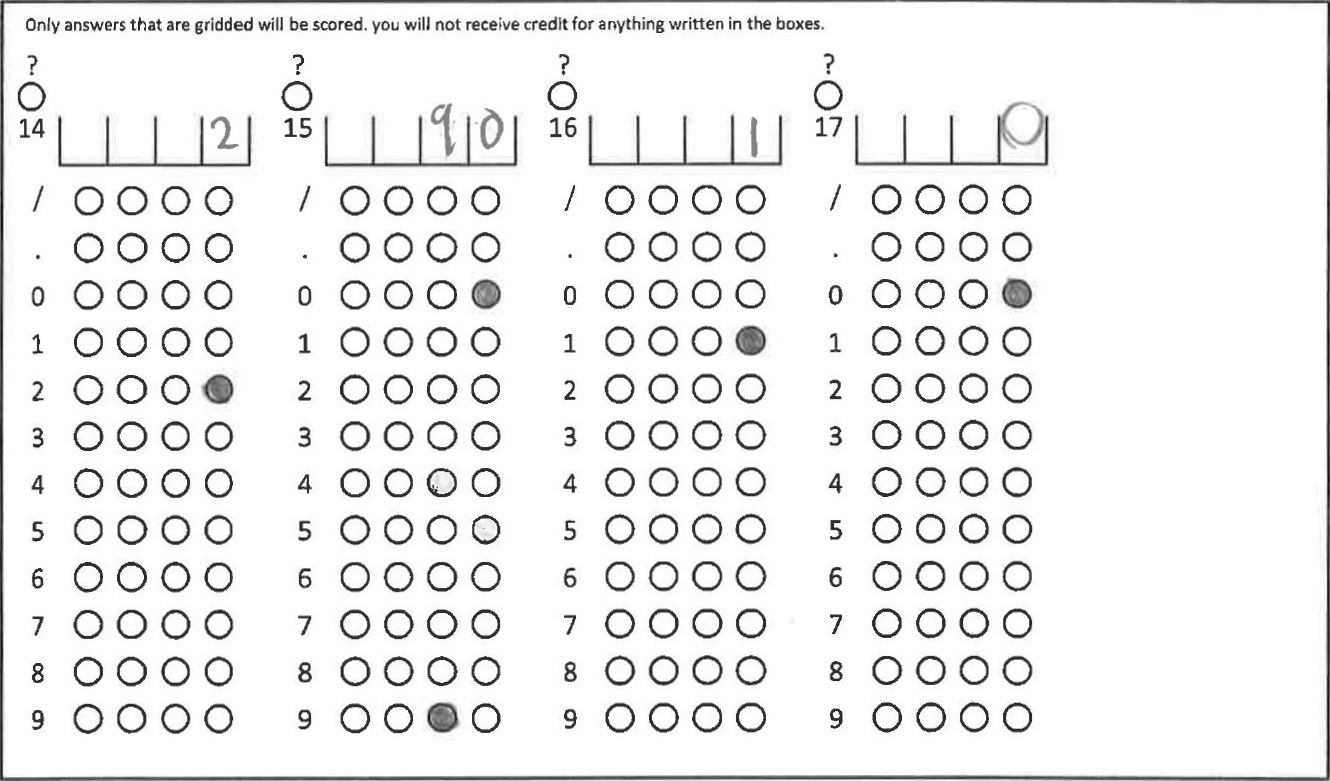 Only answers that are gridded will be scored. you will not receive credit for anything written in the boxes.
? ? ? ?
14 2 15 90 16 1 17 0
/ / / /
. . . .
0 0 0 0
1 1 1 1
2 2 2 2
3 3 3 3
4 4 4 4
5 5 5 5
6 6 6 6
7 7 7 7
8 8 8 8
9 9 9 9